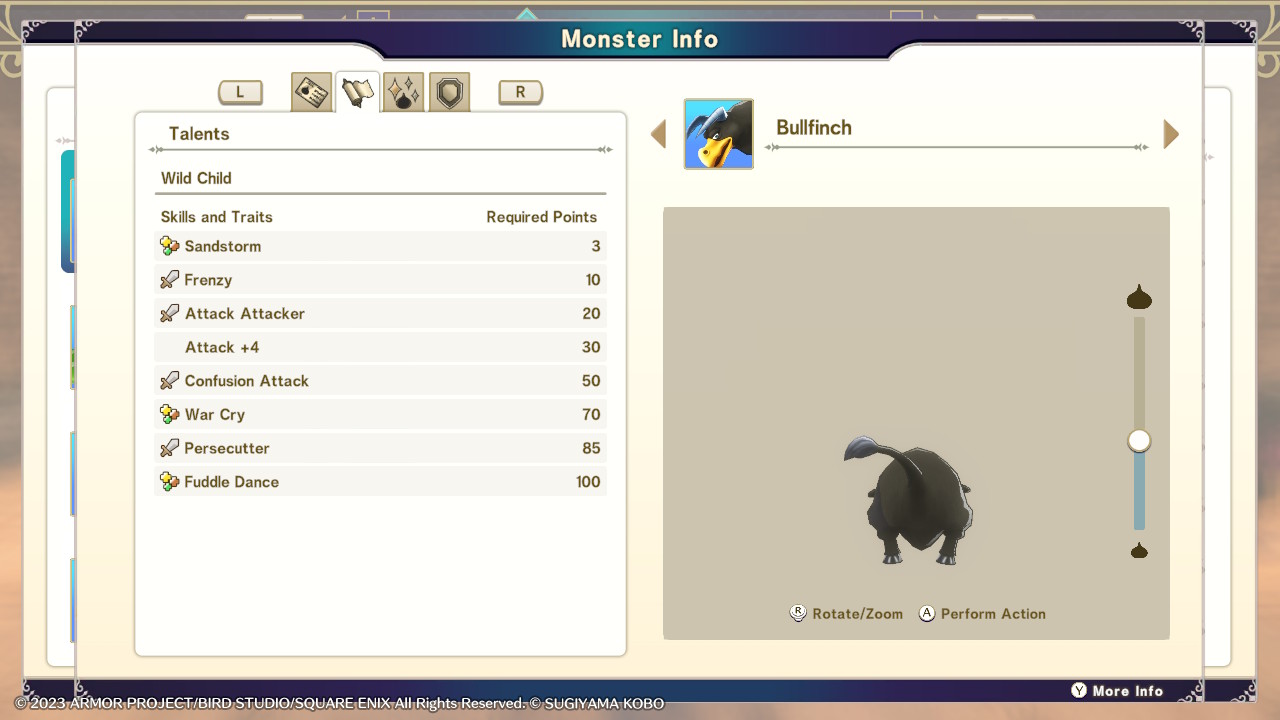 Monster Info
L
R
Talents
Bullfinch
Wild Child
Skills and Traits Required Points
Sandstorm 3
Frenzy 10
Attack Attacker 20
Attack +4 30
Confusion Attack 50
War Cry 70
Persecutter 85
Fuddle Dance 100
R Rotate/Zoom A Perform Action
Y More Info
© 2023 ARMOR PROJECT/BIRD STUDIO/SQUARE ENIX All Rights Reserved. © SUGIYAMA KOBO